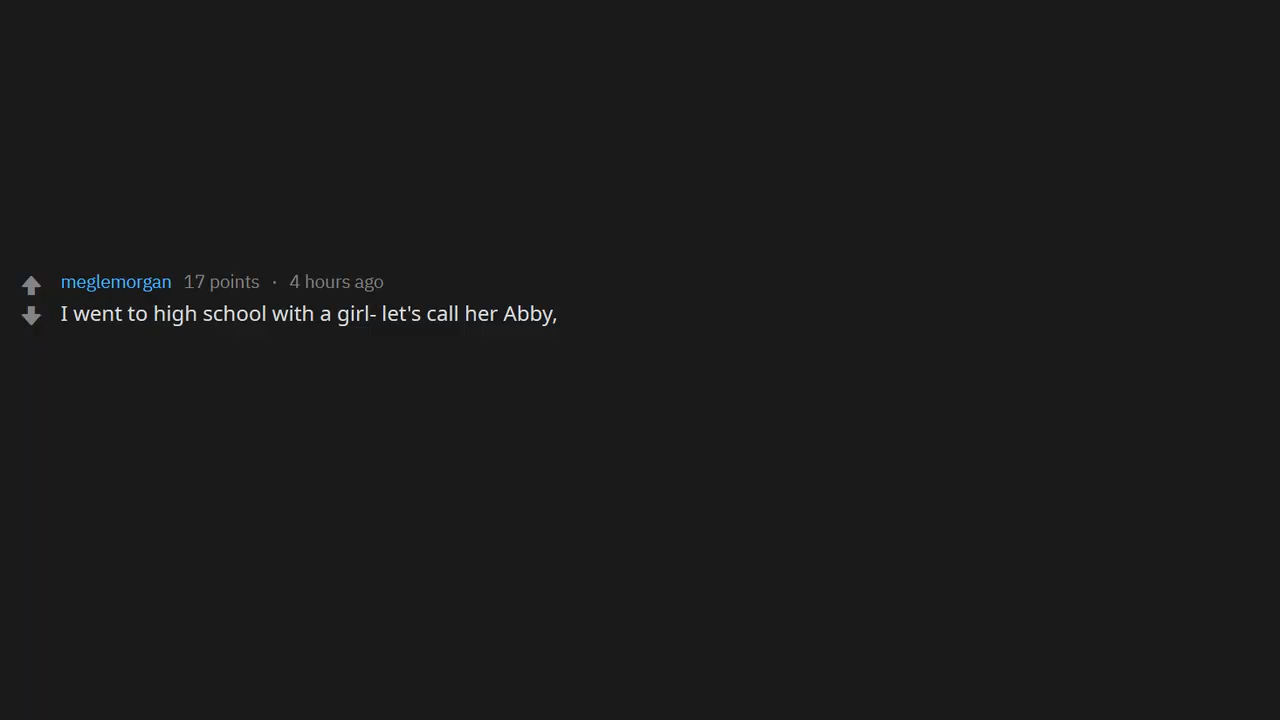 meglemorgan 17 points · 4 hours ago
I went to high school with a girl- let's call her Abby,